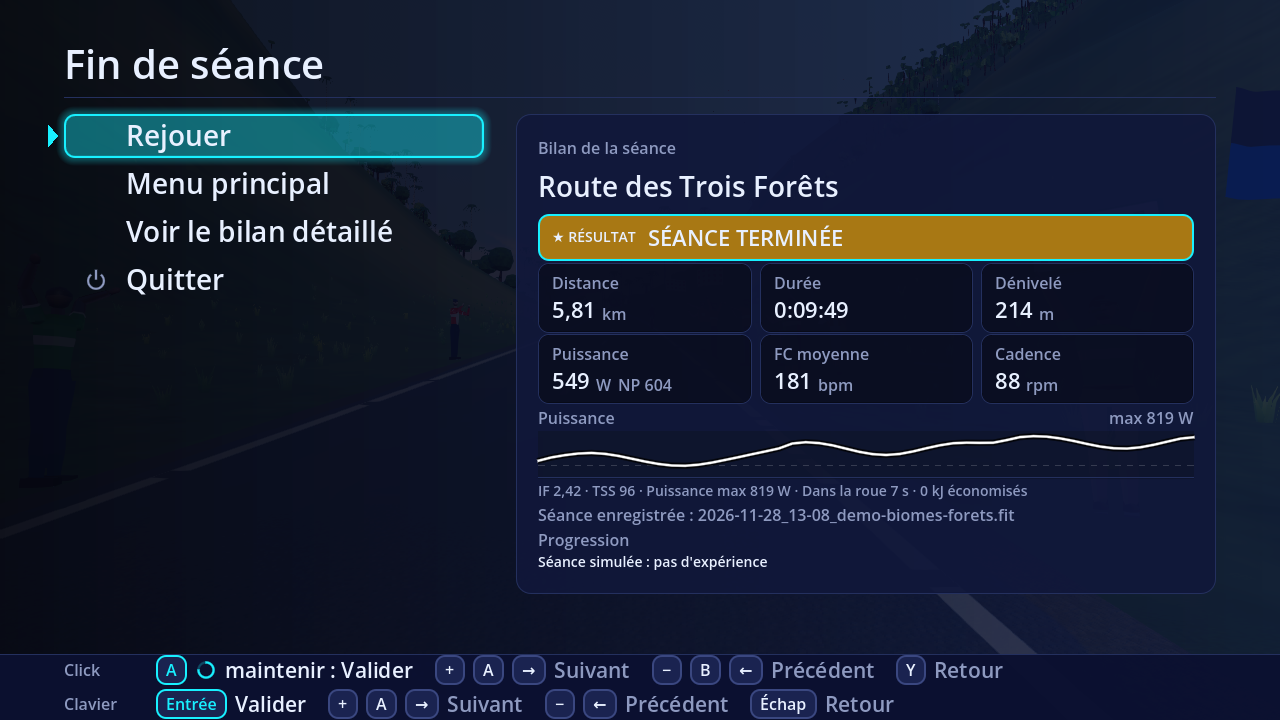 Fin de séance
Rejouer
Menu principal
Voir le bilan détaillé
Quitter
Bilan de la séance
Route des Trois Forêts
★ RÉSULTAT SÉANCE TERMINÉE
Distance
5,81 km
Durée
0:09:49
Dénivelé
214 m
Puissance
549 W NP 604
FC moyenne
181 bpm
Cadence
88 rpm
Puissance max 819 W
IF 2,42 · TSS 96 · Puissance max 819 W · Dans la roue 7 s · 0 kJ économisés
Séance enregistrée : 2026-11-28_13-08_demo-biomes-forets.fit
Progression
Séance simulée : pas d'expérience
Click A maintenir : Valider + A → Suivant − B ← Précédent Y Retour
Clavier Entrée Valider + A → Suivant − ← Précédent Échap Retour